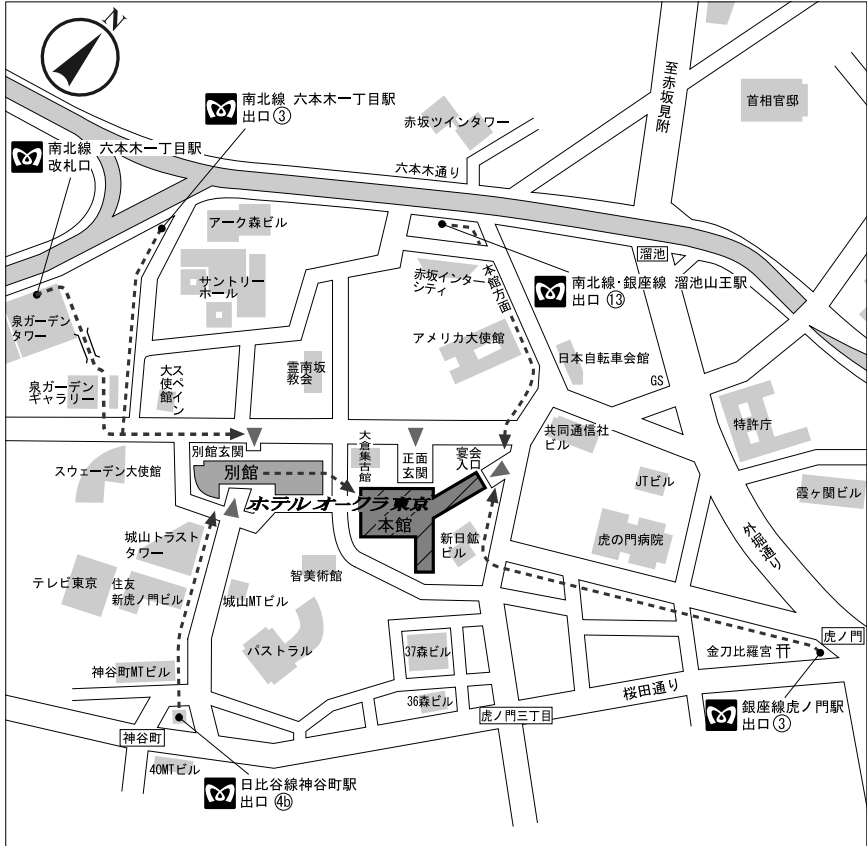 N
南北線 六本木一丁目駅
出口③
南北線 六本木一丁目駅
改札口
赤坂ツインタワー
至赤坂見附
首相官邸
六本木通り
アーク森ビル
サントリー
ホール
赤坂インター
シティ
本館方面
溜池
南北線・銀座線 溜池山王駅
出口⑬
泉ガーデン
タワー
アメリカ大使館
日本自転車会館
GS
泉ガーデン
ギャラリー
スペイン
大使館
霊南坂
教会
特許庁
共同通信社
ビル
別館玄関
大倉集古館
正面
玄関
宴会
入口
スウェーデン大使館
別館
JTビル
霞ヶ関ビル
ホテル オークラ東京
本館
新日鉱
ビル
虎の門病院
外堀通り
城山トラスト
タワー
テレビ東京
住友
新虎ノ門ビル
智美術館
城山MTビル
パストラル
37森ビル
虎ノ門
金刀比羅宮
神谷町MTビル
36森ビル
虎ノ門三丁目
桜田通り
銀座線虎ノ門駅
出口③
神谷町
40MTビル
日比谷線神谷町駅
出口④b